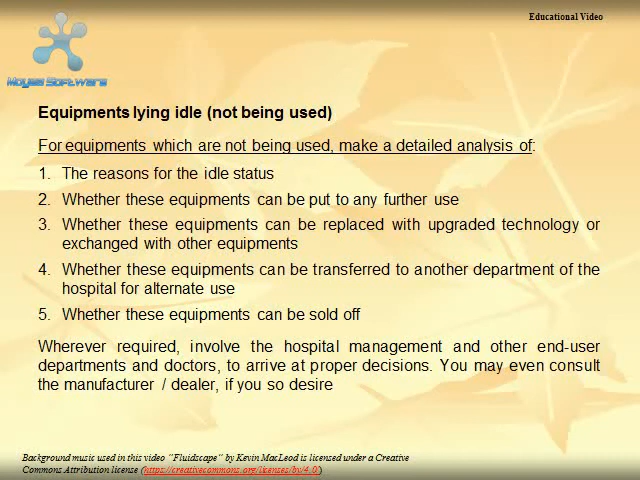 Educational Video
Moyea Software
Equipments lying idle (not being used)
For equipments which are not being used, make a detailed analysis of:
1. The reasons for the idle status
2. Whether these equipments can be put to any further use
3. Whether these equipments can be replaced with upgraded technology or
exchanged with other equipments
4. Whether these equipments can be transferred to another department of the
hospital for alternate use
5. Whether these equipments can be sold off
Wherever required, involve the hospital management and other end-user
departments and doctors, to arrive at proper decisions. You may even consult
the manufacturer / dealer, if you so desire
Background music used in this video "Fluidscape" by Kevin MacLeod is licensed under a Creative
Commons Attribution license (https://creativecommons.org/licenses/by/4.0/)